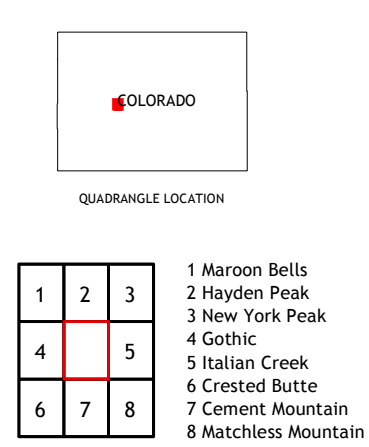 COLORADO
QUADRANGLE LOCATION
1 2 3
4 5
6 7 8
1 Maroon Bells
2 Hayden Peak
3 New York Peak
4 Gothic
5 Italian Creek
6 Crested Butte
7 Cement Mountain
8 Matchless Mountain